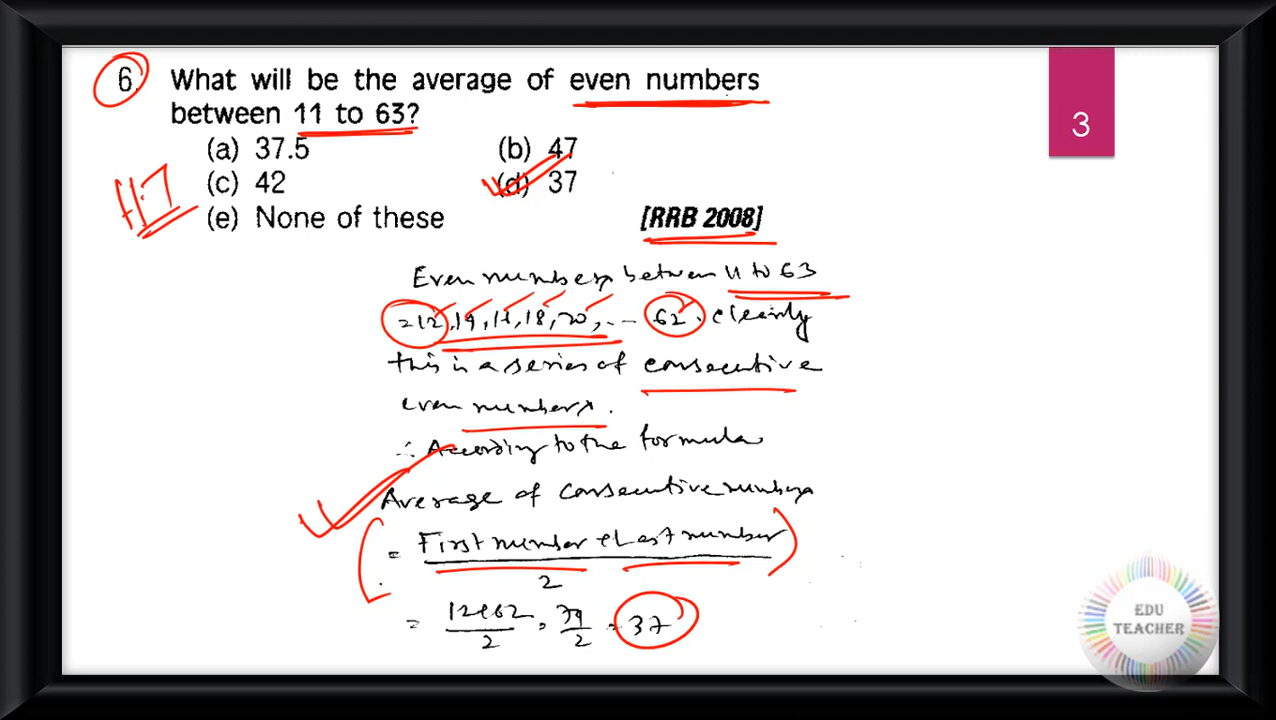 3
6. What will be the average of even numbers
between 11 to 63?
(a) 37.5 (b) 47
(c) 42 (d) 37
(e) None of these [RRB 2008]
Even numbers between 11 to 63
=12, 14, 16, 18, 20, ... 62. clearly
this is a series of consecutive
even numbers.
∴ According to the formula
Average of consecutive numbers
= First number + Last number
2
= 12+62 = 74 = 37
2 2
EDU
TEACHER